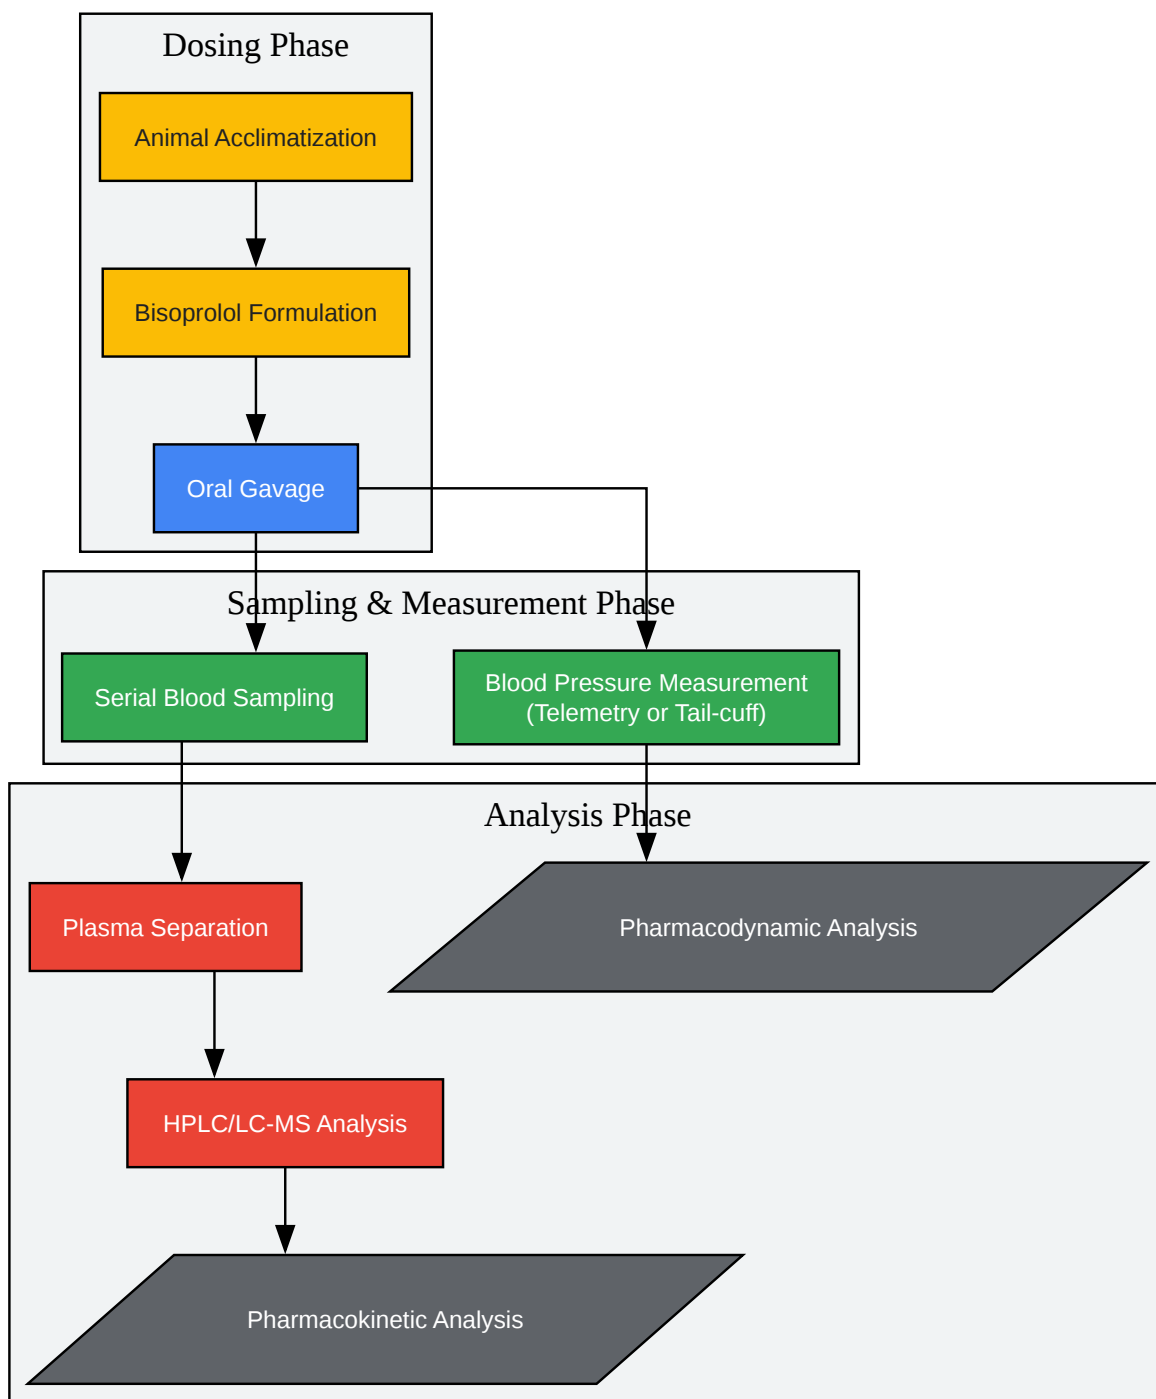 Dosing Phase
Animal Acclimatization
Bisoprolol Formulation
Oral Gavage
Sampling & Measurement Phase
Serial Blood Sampling
Blood Pressure Measurement
(Telemetry or Tail-cuff)
Analysis Phase
Plasma Separation
Pharmacodynamic Analysis
HPLC/LC-MS Analysis
Pharmacokinetic Analysis